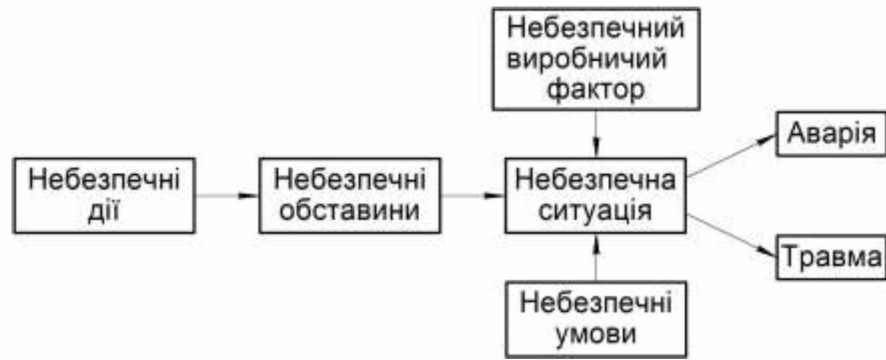 Небезпечний
виробничий
фактор
Аварія
Небезпечні
дії
Небезпечні
обставини
Небезпечна
ситуація
Травма
Небезпечні
умови